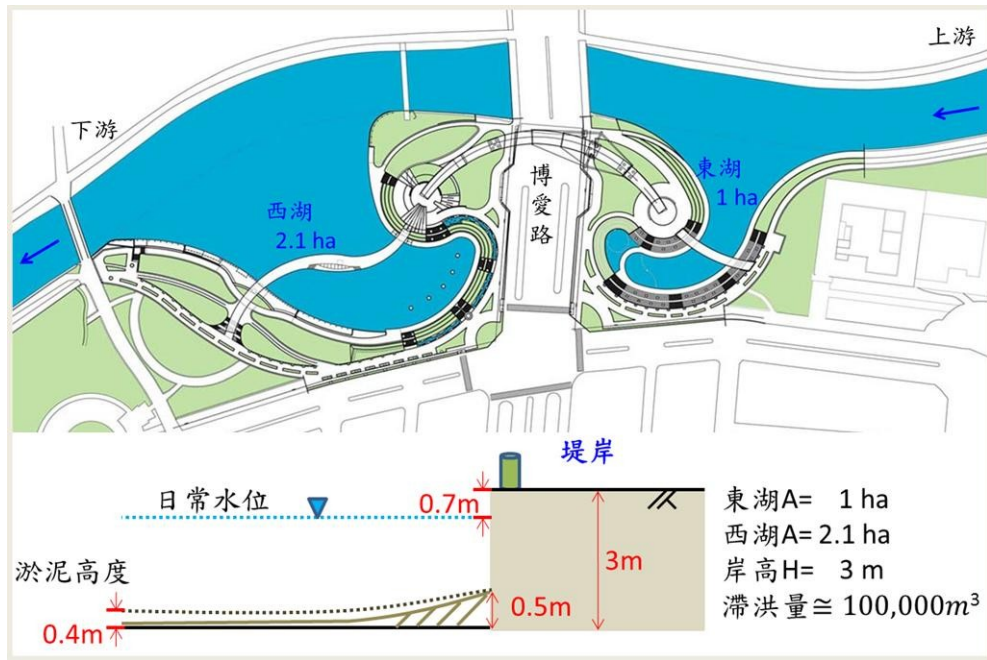 上游
下游
東湖
1 ha
博愛路
西湖
2.1 ha
堤岸
日常水位
0.7m
東湖A= 1 ha
西湖A= 2.1 ha
岸高H= 3 m
滯洪量≅ 100,000m³
3m
淤泥高度
0.5m
0.4m